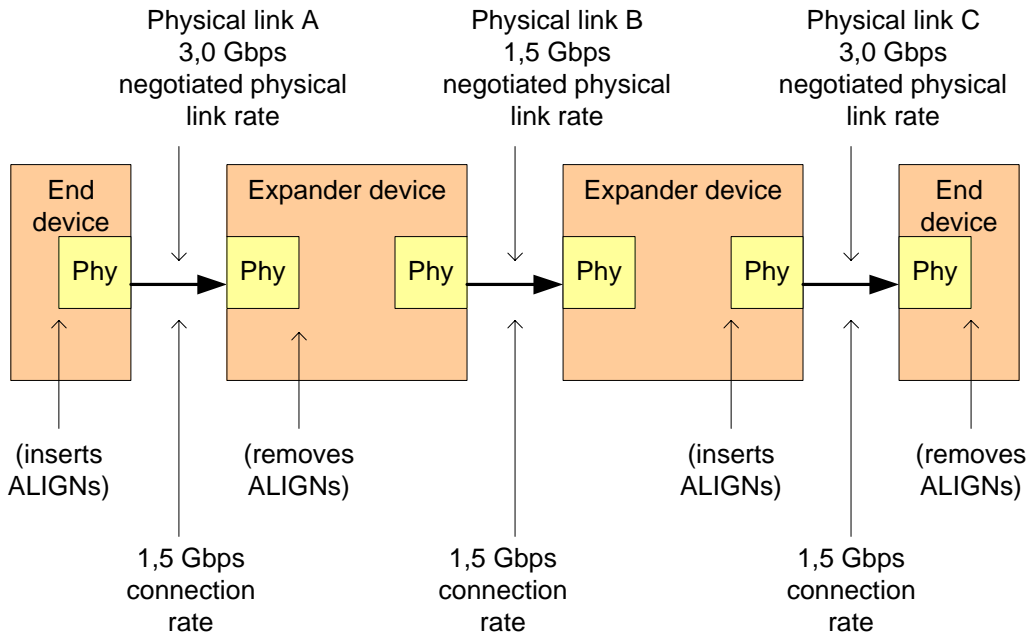 Physical link A
3,0 Gbps
negotiated physical
link rate
Physical link B
1,5 Gbps
negotiated physical
link rate
Physical link C
3,0 Gbps
negotiated physical
link rate
End
device
Phy
Expander device
Phy
Phy
Expander device
Phy
Phy
End
device
Phy
(inserts
ALIGNs)
(removes
ALIGNs)
(inserts
ALIGNs)
(removes
ALIGNs)
1,5 Gbps
connection
rate
1,5 Gbps
connection
rate
1,5 Gbps
connection
rate